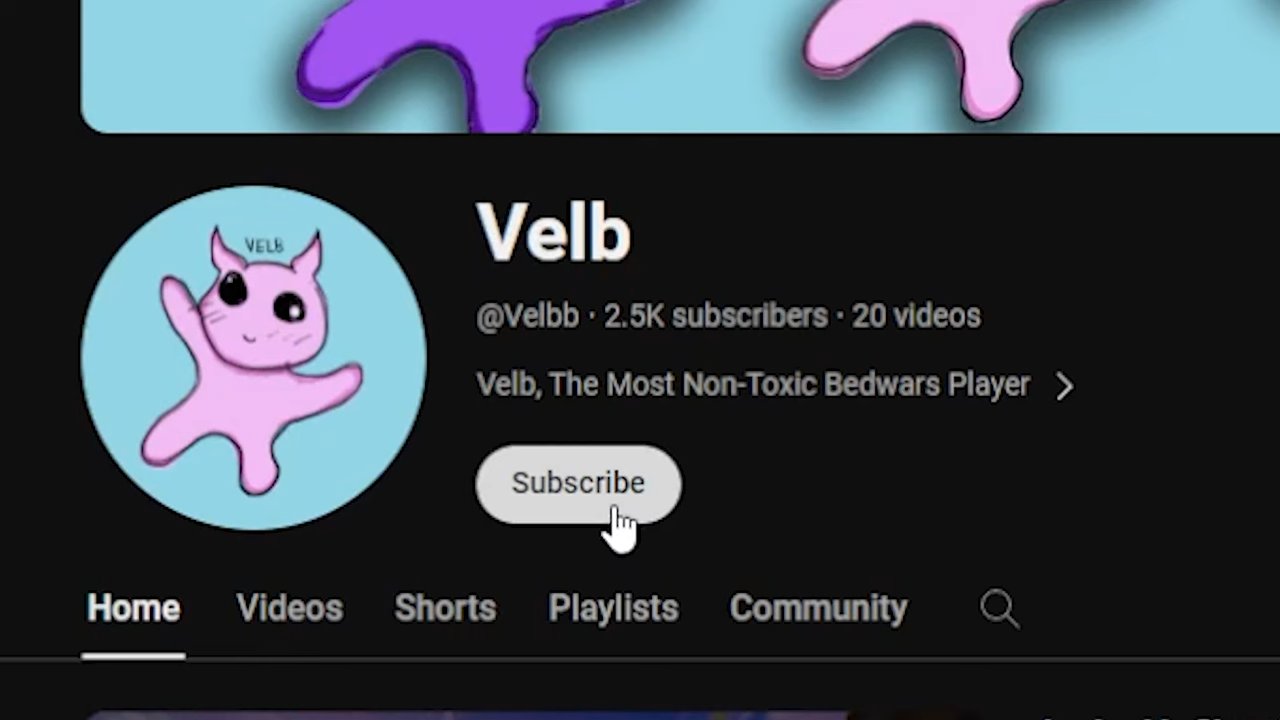 VELB
Velb
@Velbb · 2.5K subscribers · 20 videos
Velb, The Most Non-Toxic Bedwars Player
Subscribe
Home Videos Shorts Playlists Community